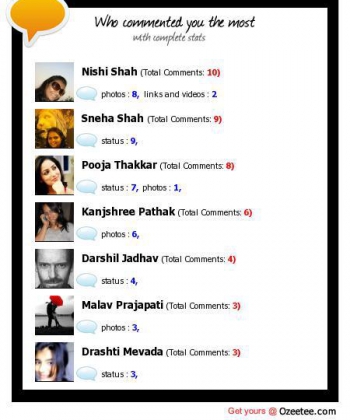 Who commented you the most
with complete stats
Nishi Shah (Total Comments: 10)
photos : 8, links and videos : 2
Sneha Shah (Total Comments: 9)
status : 9,
Pooja Thakkar (Total Comments: 8)
status : 7, photos : 1,
Kanjshree Pathak (Total Comments: 6)
photos : 6,
Darshil Jadhav (Total Comments: 4)
status : 4,
Malav Prajapati (Total Comments: 3)
photos : 3,
Drashti Mevada (Total Comments: 3)
status : 3,
Get yours @ Ozeetee.com